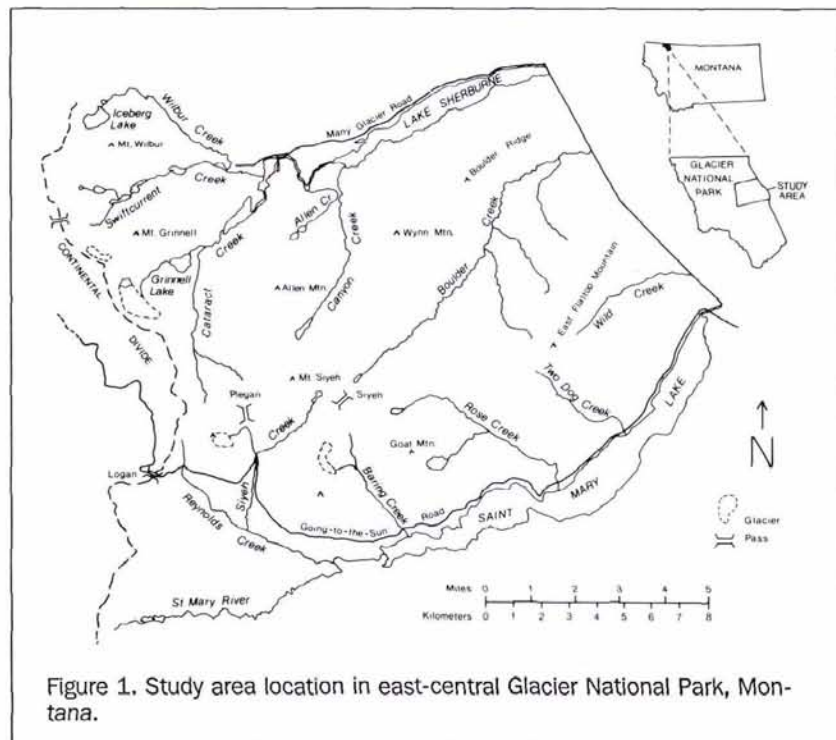 MONTANA
GLACIER
NATIONAL
PARK
STUDY
AREA
Iceberg
Lake
Wilbur Creek
Mt. Wilbur
Many Glacier Road
LAKE SHERBURNE
Boulder Ridge
Swiftcurrent Creek
Allen Cr.
Canyon Creek
Mt. Grinnell
Wynn Mtn.
Boulder Creek
CONTINENTAL DIVIDE
Grinnell
Lake
Cataract Creek
Allen Mtn.
East Flattop Mountain
Wild Creek
Mt. Siyeh
Piegan
Siyeh
Two Dog Creek
Siyeh Creek
Goat Mtn.
Rose Creek
Baring Creek
Logan
Reynolds Creek
Going-to-the-Sun Road
SAINT MARY LAKE
St Mary River
N
Glacier
Pass
Miles 0 1 2 3 4 5
Kilometers 0 1 2 3 4 5 6 7 8
Figure 1. Study area location in east-central Glacier National Park, Mon-
tana.